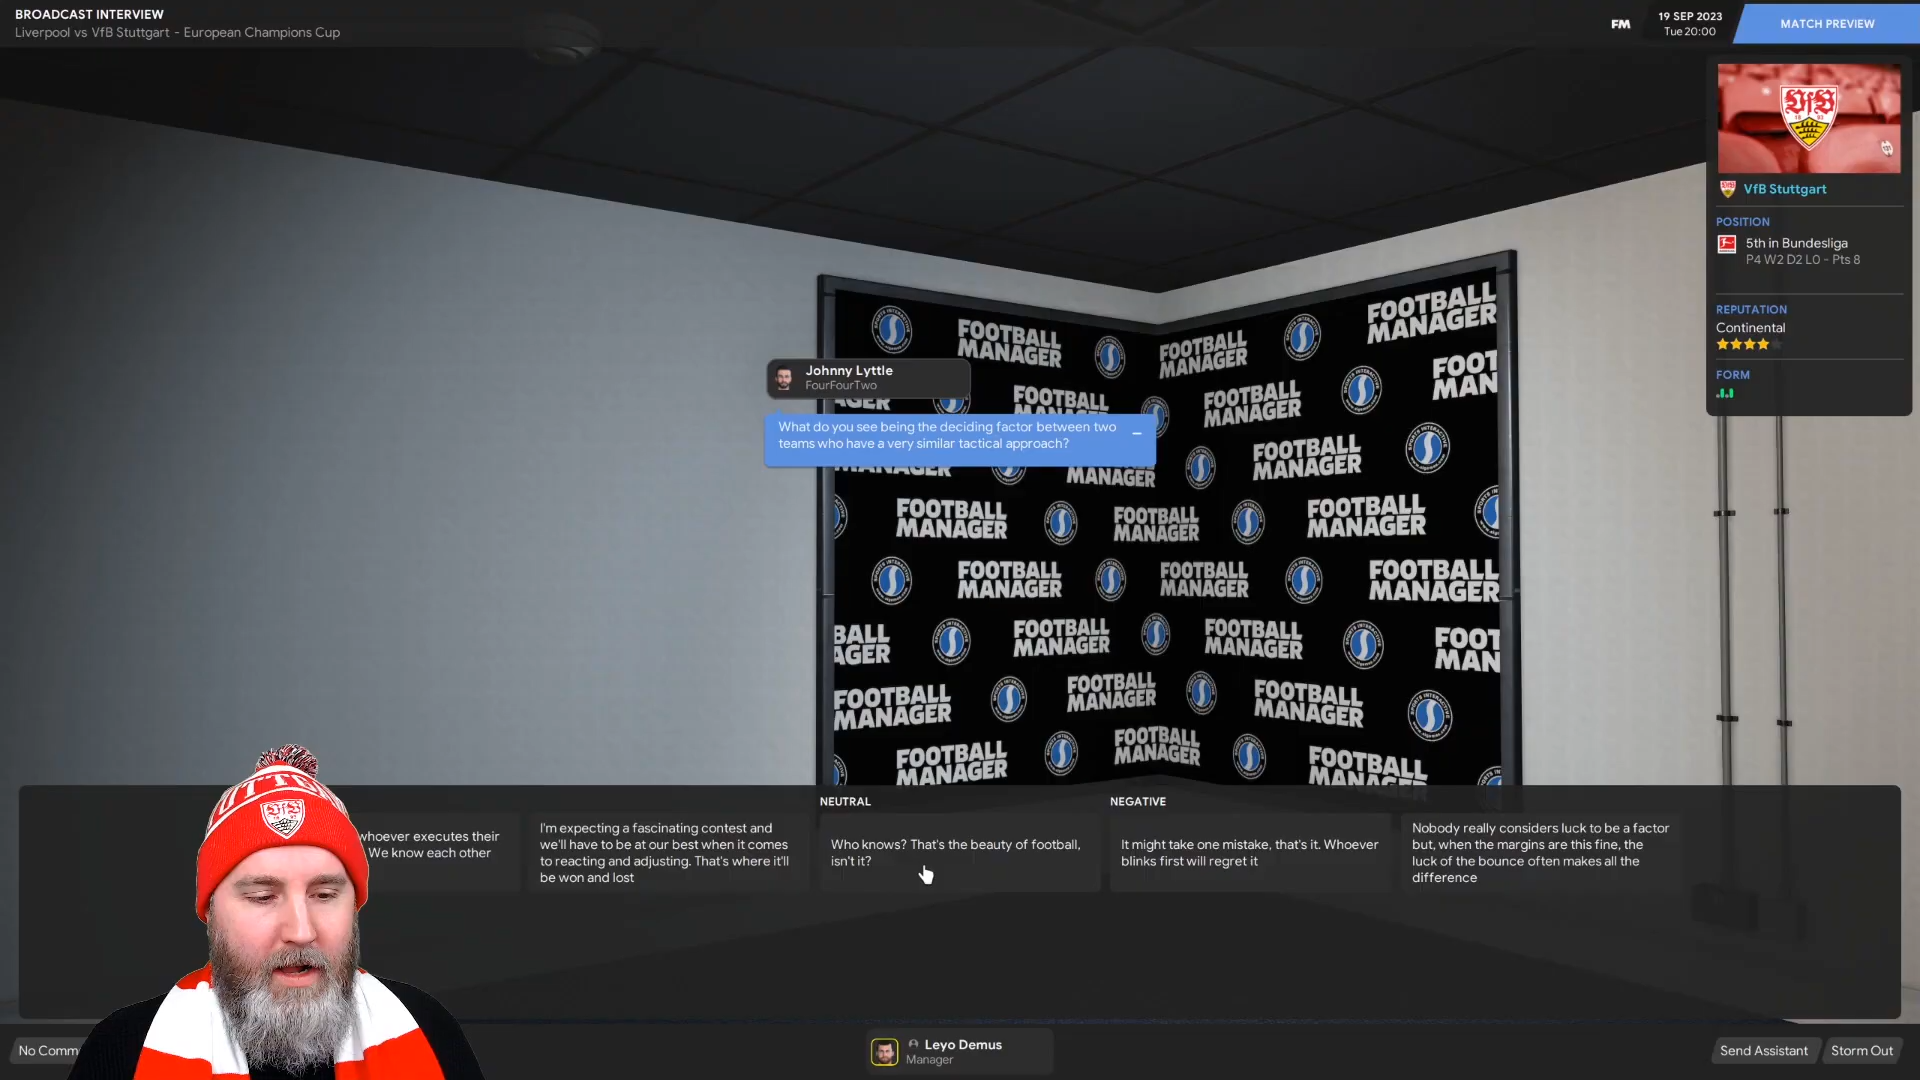 BROADCAST INTERVIEW
Liverpool vs VfB Stuttgart - European Champions Cup
FM
19 SEP 2023
Tue 20:00
MATCH PREVIEW
VfB Stuttgart
POSITION
5th in Bundesliga
P4 W2 D2 L0 - Pts 8
REPUTATION
Continental
FORM
Johnny Lyttle
FourFourTwo
What do you see being the deciding factor between two
teams who have a very similar tactical approach?
FOOTBALL
MANAGER
NEUTRAL
NEGATIVE
whoever executes their
We know each other
I'm expecting a fascinating contest and
we'll have to be at our best when it comes
to reacting and adjusting. That's where it'll
be won and lost
Who knows? That's the beauty of football,
isn't it?
It might take one mistake, that's it. Whoever
blinks first will regret it
Nobody really considers luck to be a factor
but, when the margins are this fine, the
luck of the bounce often makes all the
difference
No Comm
Leyo Demus
Manager
Send Assistant
Storm Out